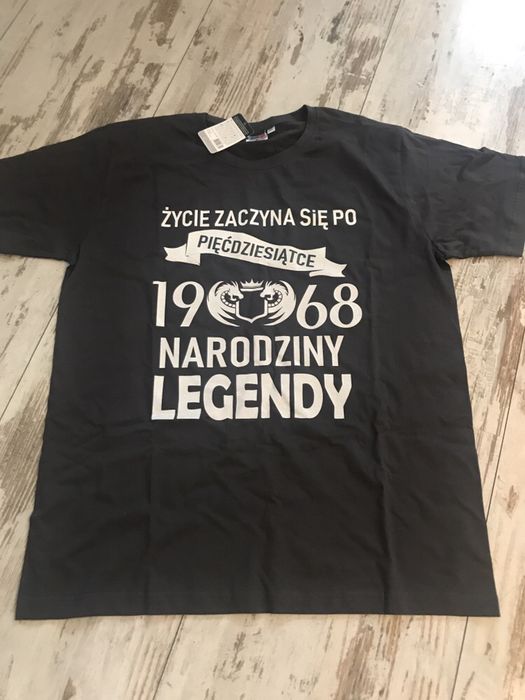 ŻYCIE ZACZYNA SiĘ PO
PIĘĆDZIESIĄTCE
1968
NARODZINY
LEGENDY